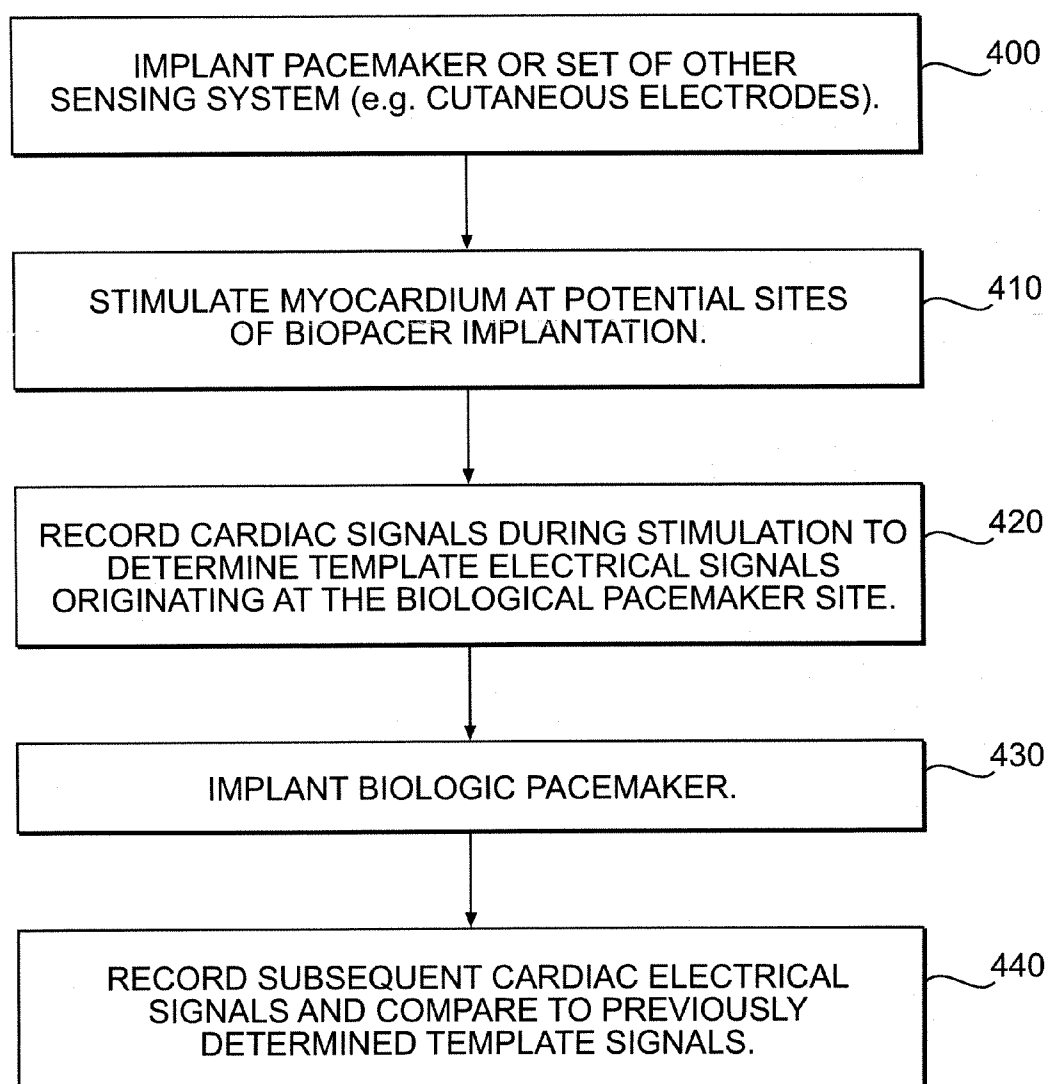 IMPLANT PACEMAKER OR SET OF OTHER
SENSING SYSTEM (e.g. CUTANEOUS ELECTRODES).
400
STIMULATE MYOCARDIUM AT POTENTIAL SITES
OF BIOPACER IMPLANTATION.
410
RECORD CARDIAC SIGNALS DURING STIMULATION TO
DETERMINE TEMPLATE ELECTRICAL SIGNALS
ORIGINATING AT THE BIOLOGICAL PACEMAKER SITE.
420
IMPLANT BIOLOGIC PACEMAKER.
430
RECORD SUBSEQUENT CARDIAC ELECTRICAL
SIGNALS AND COMPARE TO PREVIOUSLY
DETERMINED TEMPLATE SIGNALS.
440